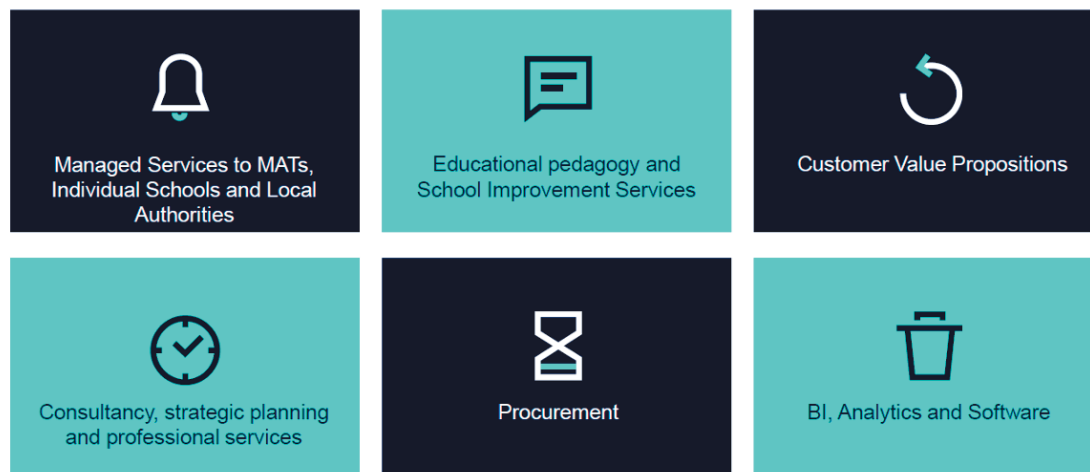 Managed Services to MATs,
Individual Schools and Local
Authorities
Educational pedagogy and
School Improvement Services
Customer Value Propositions
Consultancy, strategic planning
and professional services
Procurement
BI, Analytics and Software